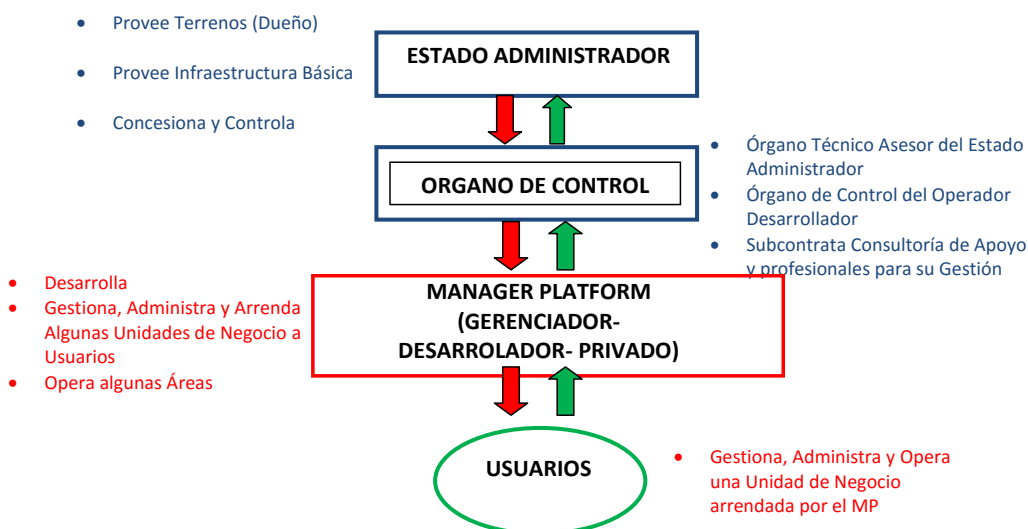 • Provee Terrenos (Dueño)
• Provee Infraestructura Básica
• Concesiona y Controla
ESTADO ADMINISTRADOR
ORGANO DE CONTROL
• Órgano Técnico Asesor del Estado
Administrador
• Órgano de Control del Operador
Desarrollador
• Subcontrata Consultoría de Apoyo
y profesionales para su Gestión
• Desarrolla
• Gestiona, Administra y Arrenda
Algunas Unidades de Negocio a
Usuarios
• Opera algunas Áreas
MANAGER PLATFORM
(GERENCIADOR-
DESARROLADOR- PRIVADO)
USUARIOS
• Gestiona, Administra y Opera
una Unidad de Negocio
arrendada por el MP